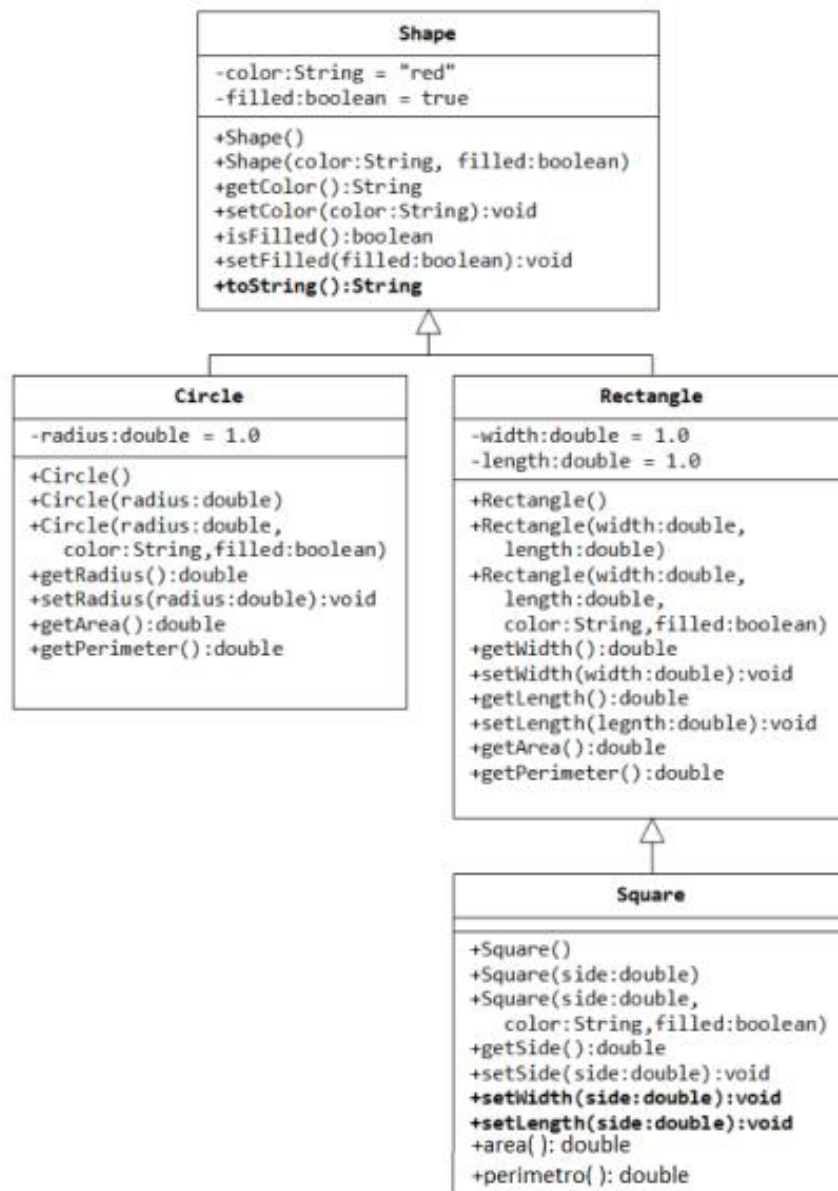 Shape
-color:String = "red"
-filled:boolean = true
+Shape()
+Shape(color:String, filled:boolean)
+getColor():String
+setColor(color:String):void
+isFilled():boolean
+setFilled(filled:boolean):void
+toString():String
Circle
-radius:double = 1.0
+Circle()
+Circle(radius:double)
+Circle(radius:double,
color:String,filled:boolean)
+getRadius():double
+setRadius(radius:double):void
+getArea():double
+getPerimeter():double
Rectangle
-width:double = 1.0
-length:double = 1.0
+Rectangle()
+Rectangle(width:double,
length:double)
+Rectangle(width:double,
length:double,
color:String,filled:boolean)
+getWidth():double
+setWidth(width:double):void
+getLength():double
+setLength(legnth:double):void
+getArea():double
+getPerimeter():double
Square
+Square()
+Square(side:double)
+Square(side:double,
color:String,filled:boolean)
+getSide():double
+setSide(side:double):void
+setWidth(side:double):void
+setLength(side:double):void
+area( ): double
+perimetro( ): double